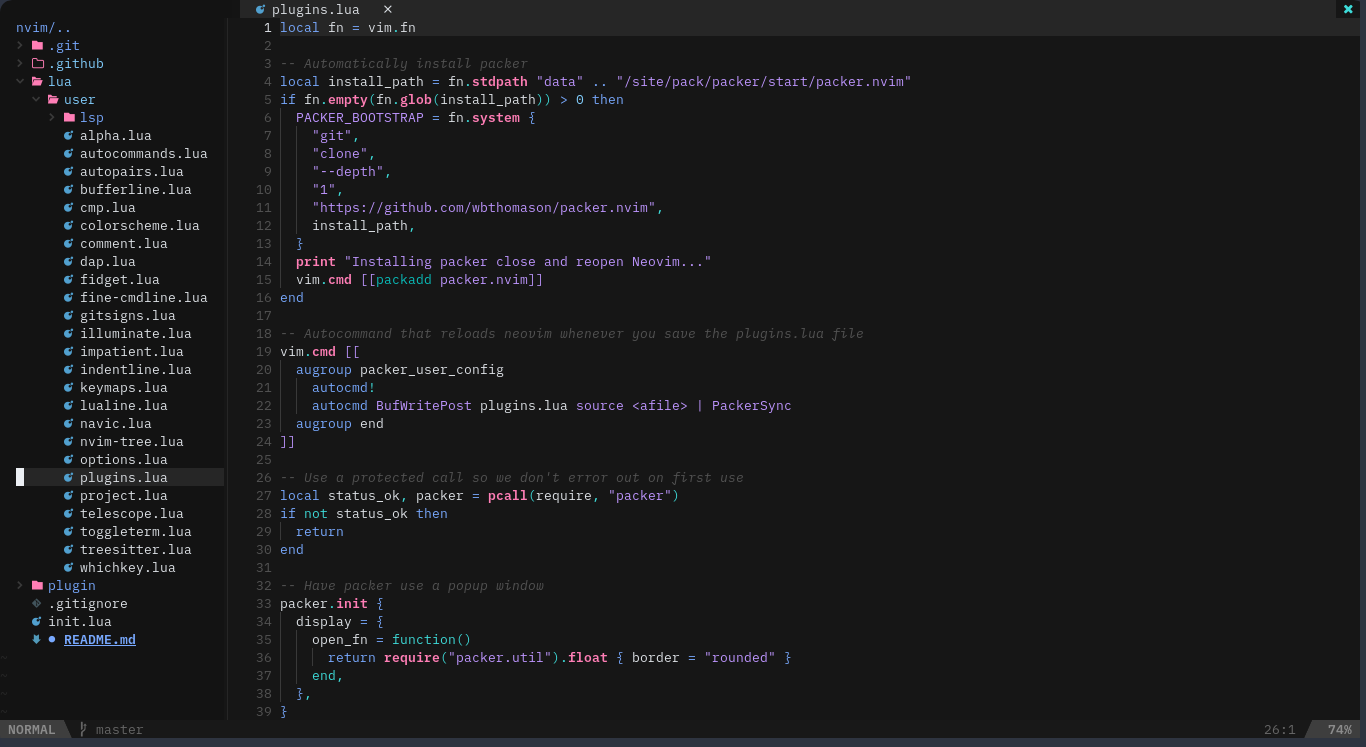 plugins.lua ×
nvim/..
.git
.github
lua
user
lsp
alpha.lua
autocommands.lua
autopairs.lua
bufferline.lua
cmp.lua
colorscheme.lua
comment.lua
dap.lua
fidget.lua
fine-cmdline.lua
gitsigns.lua
illuminate.lua
impatient.lua
indentline.lua
keymaps.lua
lualine.lua
navic.lua
nvim-tree.lua
options.lua
plugins.lua
project.lua
telescope.lua
toggleterm.lua
treesitter.lua
whichkey.lua
plugin
.gitignore
init.lua
README.md
1 local fn = vim.fn
2
3 -- Automatically install packer
4 local install_path = fn.stdpath "data" .. "/site/pack/packer/start/packer.nvim"
5 if fn.empty(fn.glob(install_path)) > 0 then
6   PACKER_BOOTSTRAP = fn.system {
7     "git",
8     "clone",
9     "--depth",
10     "1",
11     "https://github.com/wbthomason/packer.nvim",
12     install_path,
13   }
14   print "Installing packer close and reopen Neovim..."
15   vim.cmd [[packadd packer.nvim]]
16 end
17
18 -- Autocommand that reloads neovim whenever you save the plugins.lua file
19 vim.cmd [[
20   augroup packer_user_config
21     autocmd!
22     autocmd BufWritePost plugins.lua source <afile> | PackerSync
23   augroup end
24 ]]
25
26 -- Use a protected call so we don't error out on first use
27 local status_ok, packer = pcall(require, "packer")
28 if not status_ok then
29   return
30 end
31
32 -- Have packer use a popup window
33 packer.init {
34   display = {
35     open_fn = function()
36       return require("packer.util").float { border = "rounded" }
37     end,
38   },
39 }
NORMAL master 26:1 74%